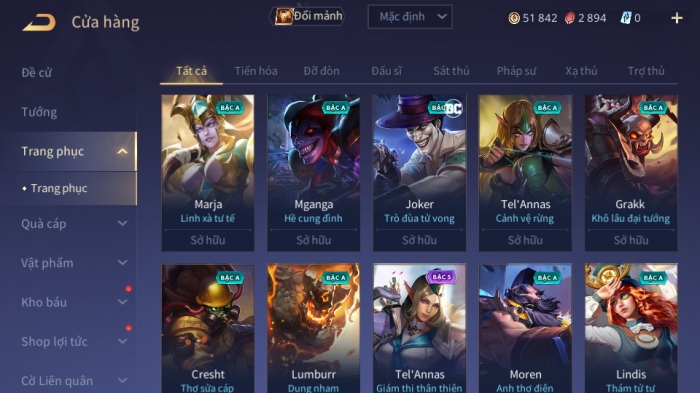 Cửa hàng
Đổi mảnh
Mặc định
51 842
2 894
0
Đề cử
Tướng
Trang phục
Trang phục
Quà cáp
Vật phẩm
Kho báu
Shop lợi tức
Cờ Liên quân
Tất cả
Tiến hóa
Đỡ đòn
Đấu sĩ
Sát thủ
Pháp sư
Xạ thủ
Trợ thủ
BẬC A
Marja
Linh xà tư tế
Sở hữu
BẬC A
Mganga
Hề cung đình
Sở hữu
BẬC
DC
Joker
Trò đùa tử vong
Sở hữu
BẬC A
Tel'Annas
Cảnh vệ rừng
Sở hữu
BẬC A
Grakk
Khô lâu đại tướng
Sở hữu
BẬC A
Cresht
Thợ sửa cáp
BẬC A
Lumburr
Dung nham
BẬC S
Tel'Annas
Giám thị thân thiện
BẬC A
Moren
Anh thợ điện
BẬC A
Lindis
Thám tử tư